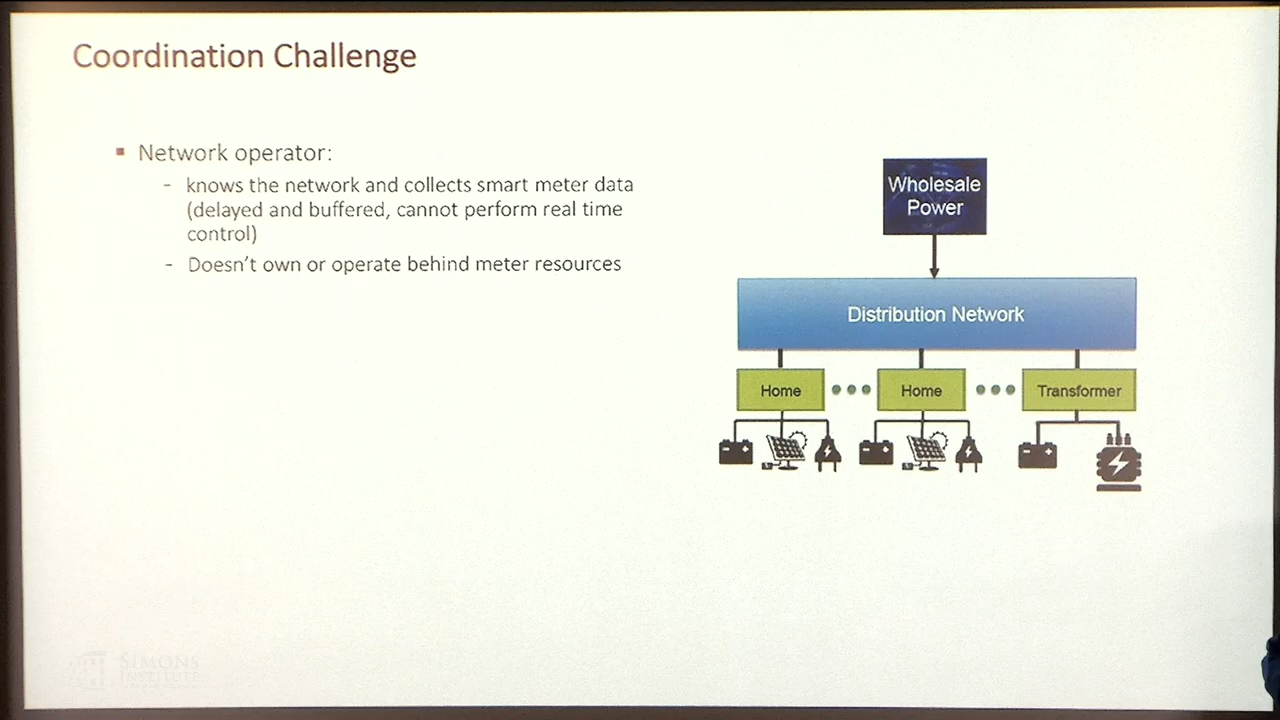 Coordination Challenge
Network operator:
- knows the network and collects smart meter data
(delayed and buffered, cannot perform real time
control)
- Doesn't own or operate behind meter resources
Wholesale
Power
Distribution Network
Home
Home
Transformer
SIMONS
INSTITUTE